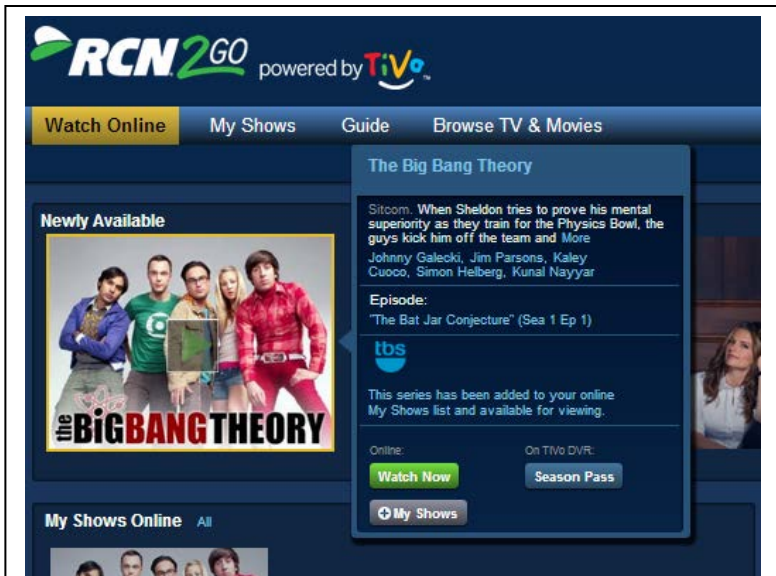 RCN 2GO powered by TiVo
Watch Online My Shows Guide Browse TV & Movies
The Big Bang Theory
Newly Available
Sitcom. When Sheldon tries to prove his mental
superiority as they train for the Physics Bowl, the
guys kick him off the team and More
Johnny Galecki, Jim Parsons, Kaley
Cuoco, Simon Helberg, Kunal Nayyar
Episode:
"The Bat Jar Conjecture" (Sea 1 Ep 1)
tbs
This series has been added to your online
My Shows list and available for viewing.
the BIGBANG THEORY
Online: On TiVo DVR:
Watch Now Season Pass
My Shows
My Shows Online All